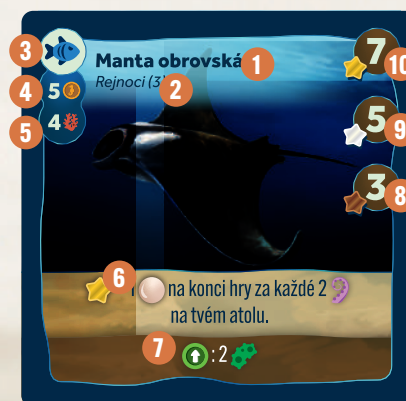 3
Manta obrovská 1
Rejnoci (3) 2
4 5
5 4
7 10
5 9
3 8
6 1 na konci hry za každé 2
na tvém atolu.
7 : 2